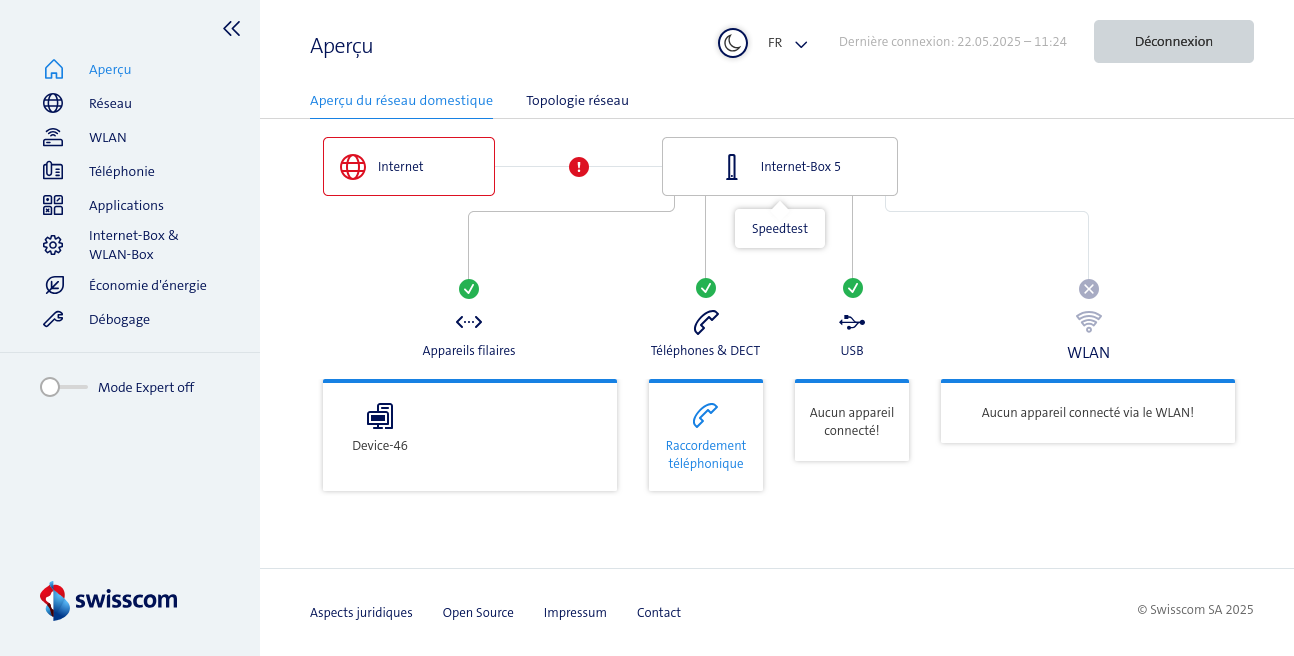 Aperçu
FR
Dernière connexion: 22.05.2025 – 11:24
Déconnexion
Aperçu
Réseau
WLAN
Téléphonie
Applications
Internet-Box &
WLAN-Box
Économie d'énergie
Débogage
Mode Expert off
swisscom
Aperçu du réseau domestique
Topologie réseau
Internet
Internet-Box 5
Speedtest
Appareils filaires
Téléphones & DECT
USB
WLAN
Device-46
Raccordement
téléphonique
Aucun appareil
connecté!
Aucun appareil connecté via le WLAN!
Aspects juridiques
Open Source
Impressum
Contact
© Swisscom SA 2025